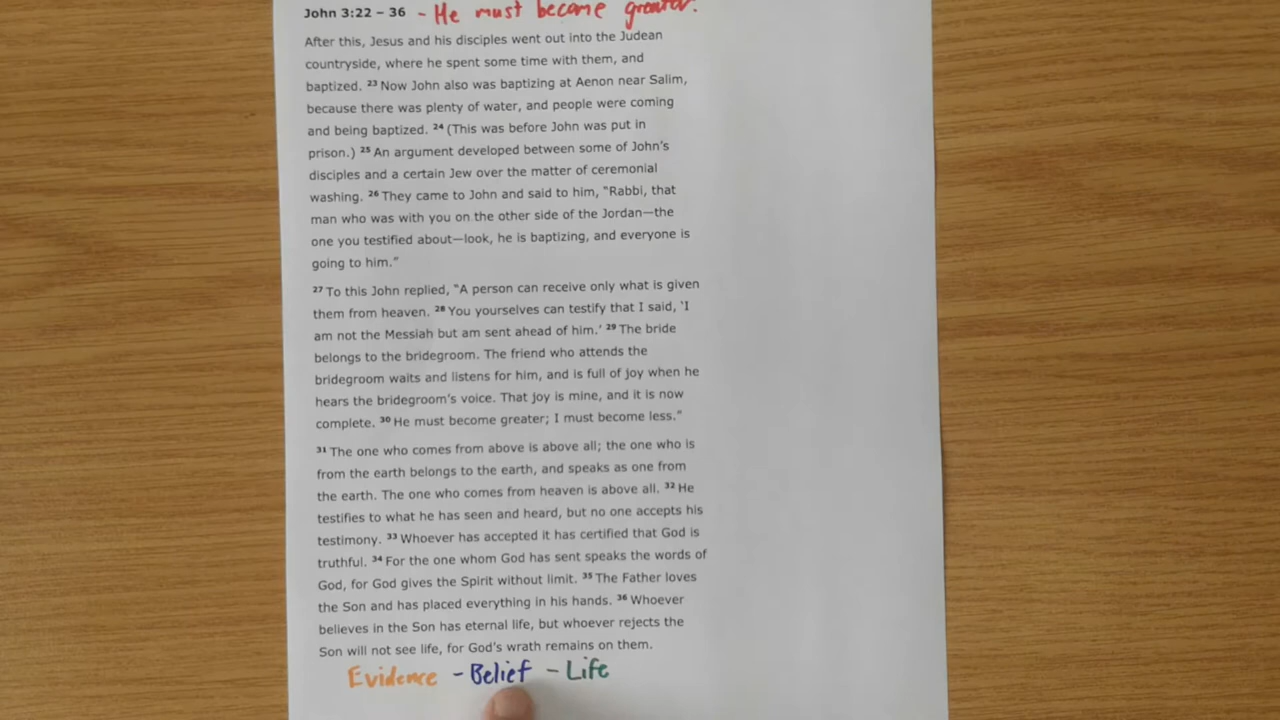 John 3:22 – 36 - He must become greater.
After this, Jesus and his disciples went out into the Judean
countryside, where he spent some time with them, and
baptized. 23 Now John also was baptizing at Aenon near Salim,
because there was plenty of water, and people were coming
and being baptized. 24 (This was before John was put in
prison.) 25 An argument developed between some of John's
disciples and a certain Jew over the matter of ceremonial
washing. 26 They came to John and said to him, "Rabbi, that
man who was with you on the other side of the Jordan—the
one you testified about—look, he is baptizing, and everyone is
going to him."
27 To this John replied, "A person can receive only what is given
them from heaven. 28 You yourselves can testify that I said, 'I
am not the Messiah but am sent ahead of him.' 29 The bride
belongs to the bridegroom. The friend who attends the
bridegroom waits and listens for him, and is full of joy when he
hears the bridegroom's voice. That joy is mine, and it is now
complete. 30 He must become greater; I must become less."
31 The one who comes from above is above all; the one who is
from the earth belongs to the earth, and speaks as one from
the earth. The one who comes from heaven is above all. 32 He
testifies to what he has seen and heard, but no one accepts his
testimony. 33 Whoever has accepted it has certified that God is
truthful. 34 For the one whom God has sent speaks the words of
God, for God gives the Spirit without limit. 35 The Father loves
the Son and has placed everything in his hands. 36 Whoever
believes in the Son has eternal life, but whoever rejects the
Son will not see life, for God's wrath remains on them.
Evidence - Belief - Life